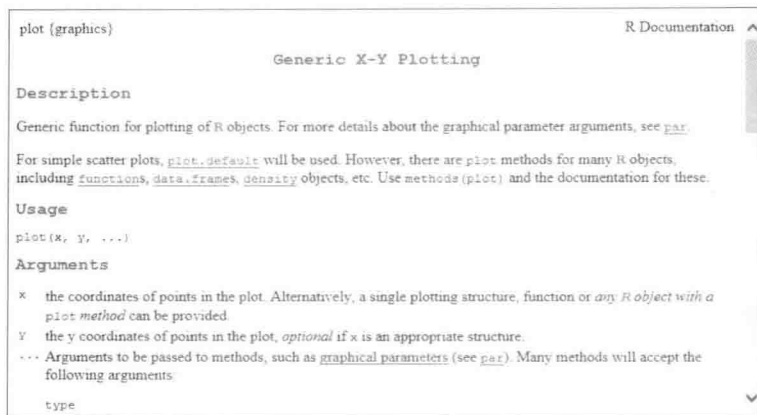 plot {graphics}
R Documentation
Generic X-Y Plotting
Description
Generic function for plotting of R objects. For more details about the graphical parameter arguments, see par.
For simple scatter plots, plot.default will be used. However, there are plot methods for many R objects,
including functions, data.frames, density objects, etc. Use methods(plot) and the documentation for these.
Usage
plot(x, y, ...)
Arguments
x the coordinates of points in the plot. Alternatively, a single plotting structure, function or any R object with a
plot method can be provided.
y the y coordinates of points in the plot, optional if x is an appropriate structure.
... Arguments to be passed to methods, such as graphical parameters (see par). Many methods will accept the
following arguments
type